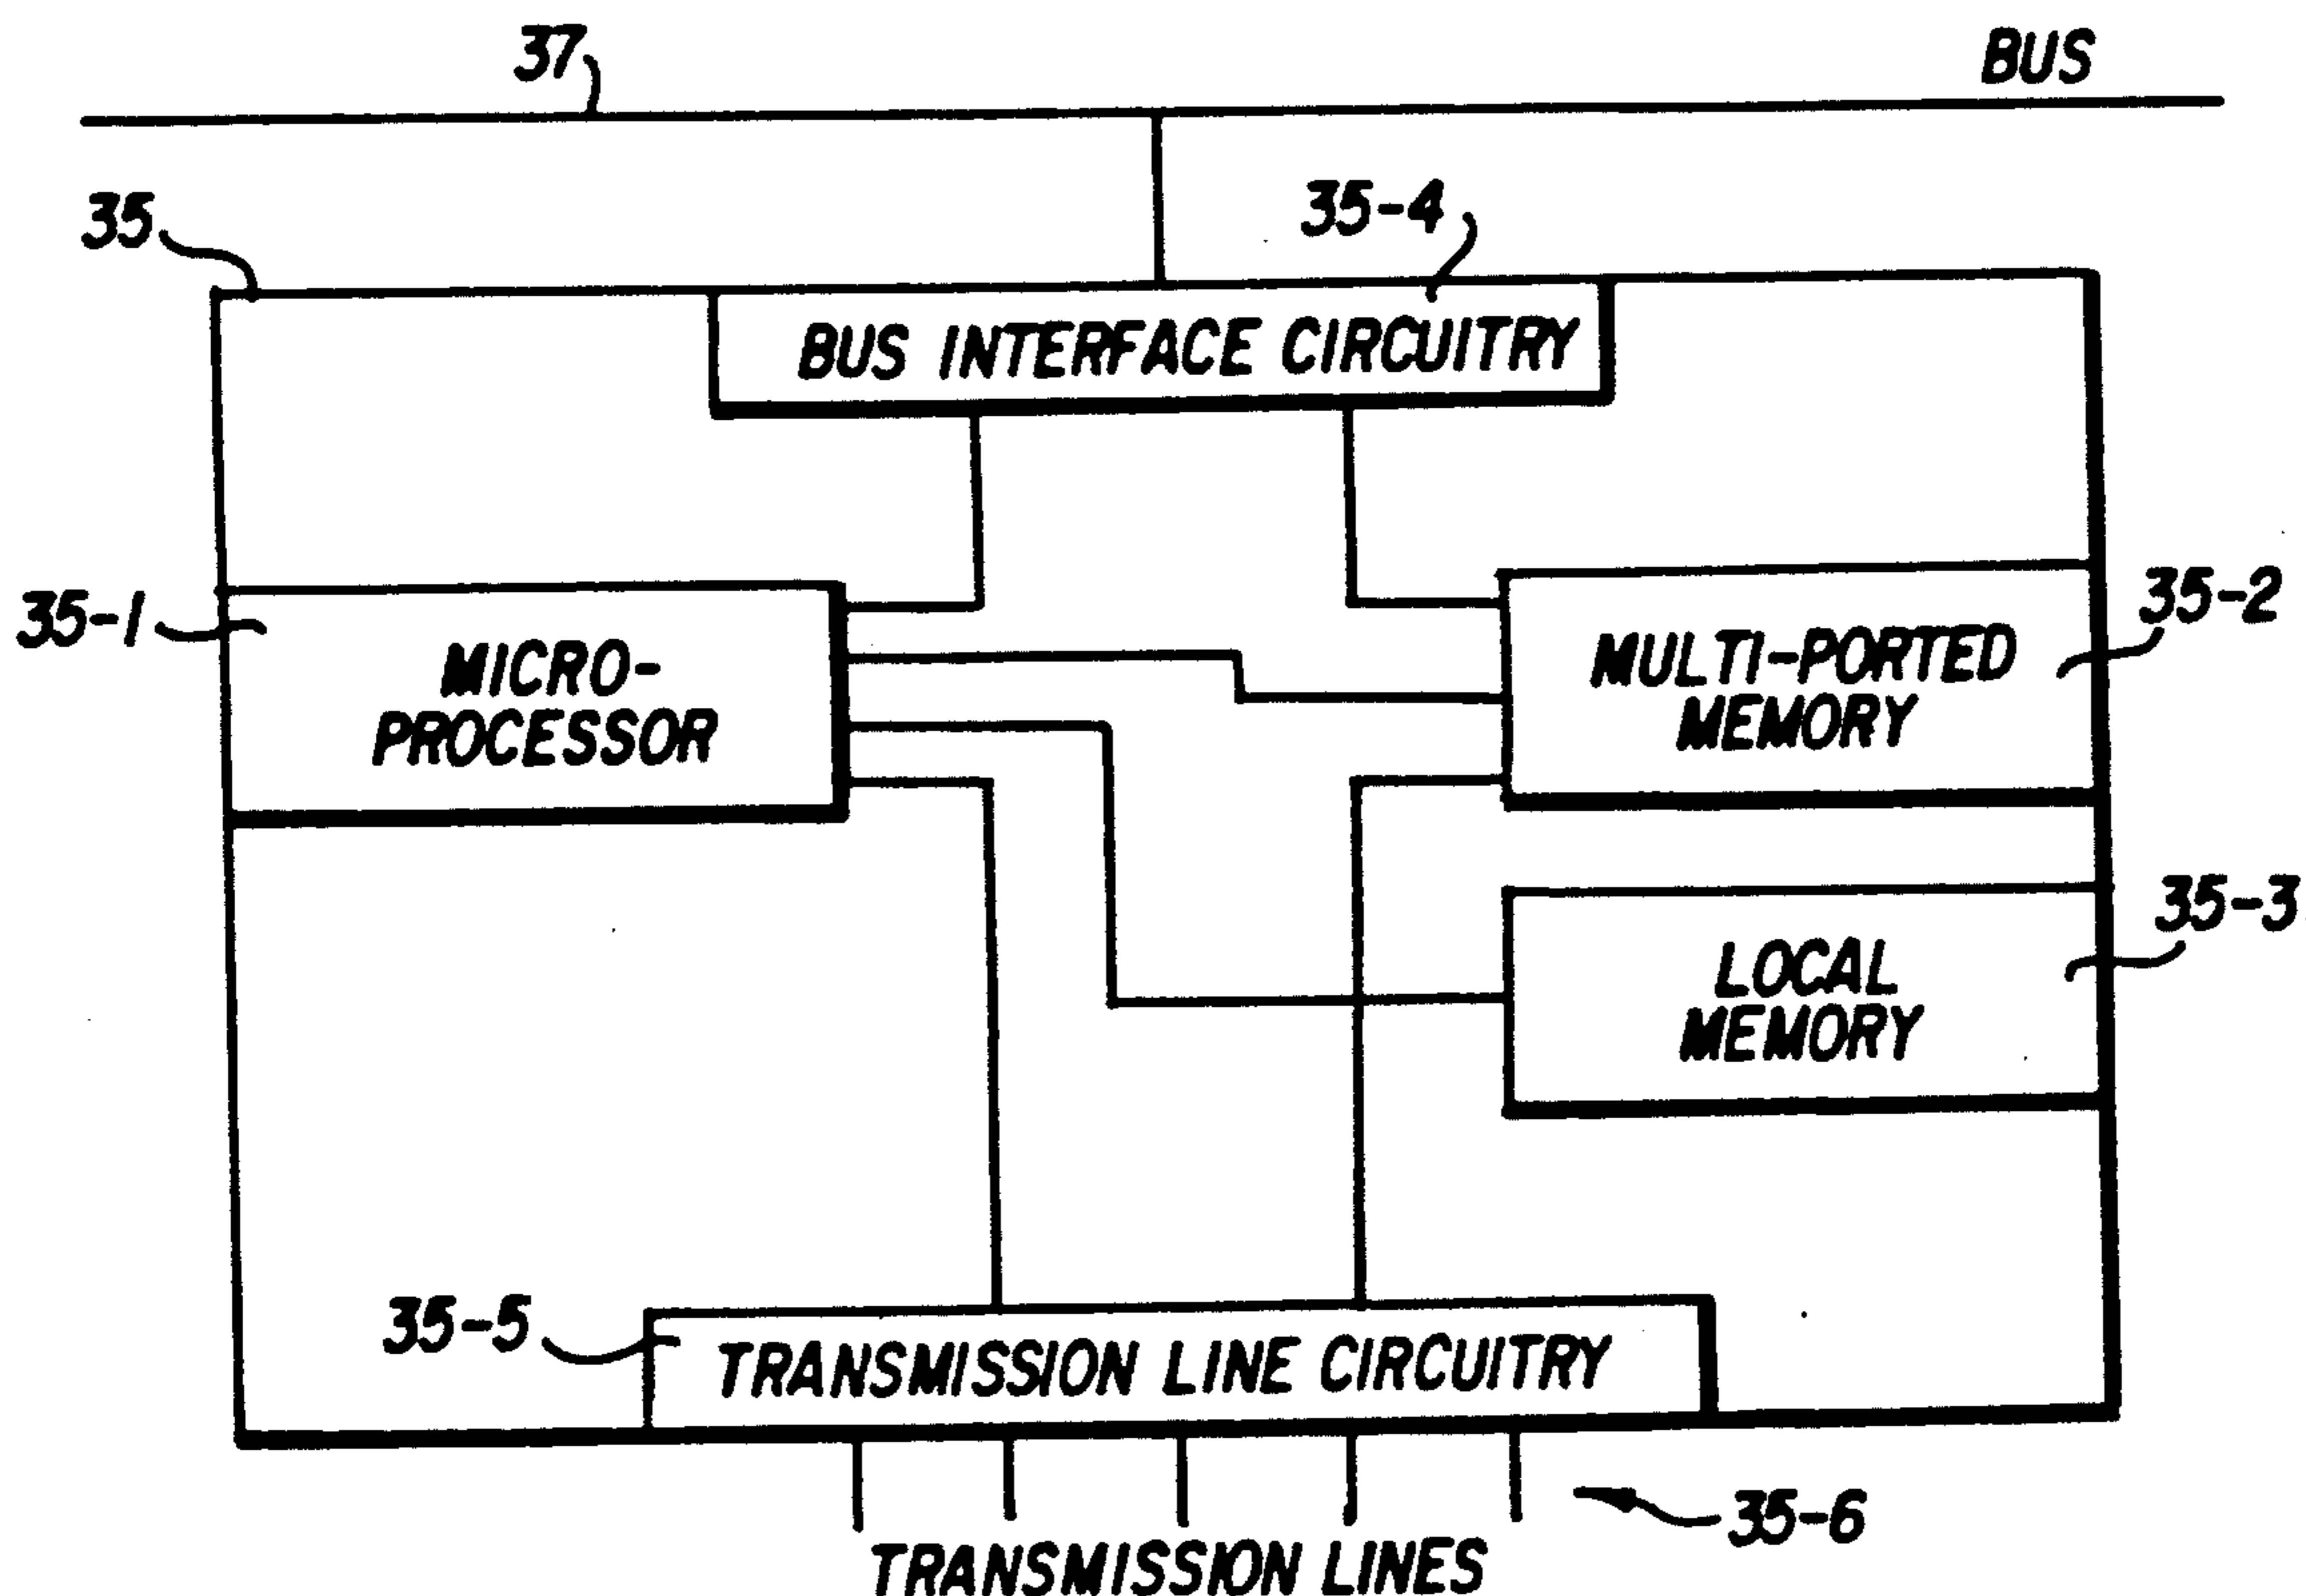 37
BUS
35
35-4
BUS INTERFACE CIRCUITRY
35-1
MICRO-
PROCESSOR
35-2
MULTI-PORTED
MEMORY
35-3
LOCAL
MEMORY
35-5
TRANSMISSION LINE CIRCUITRY
35-6
TRANSMISSION LINES